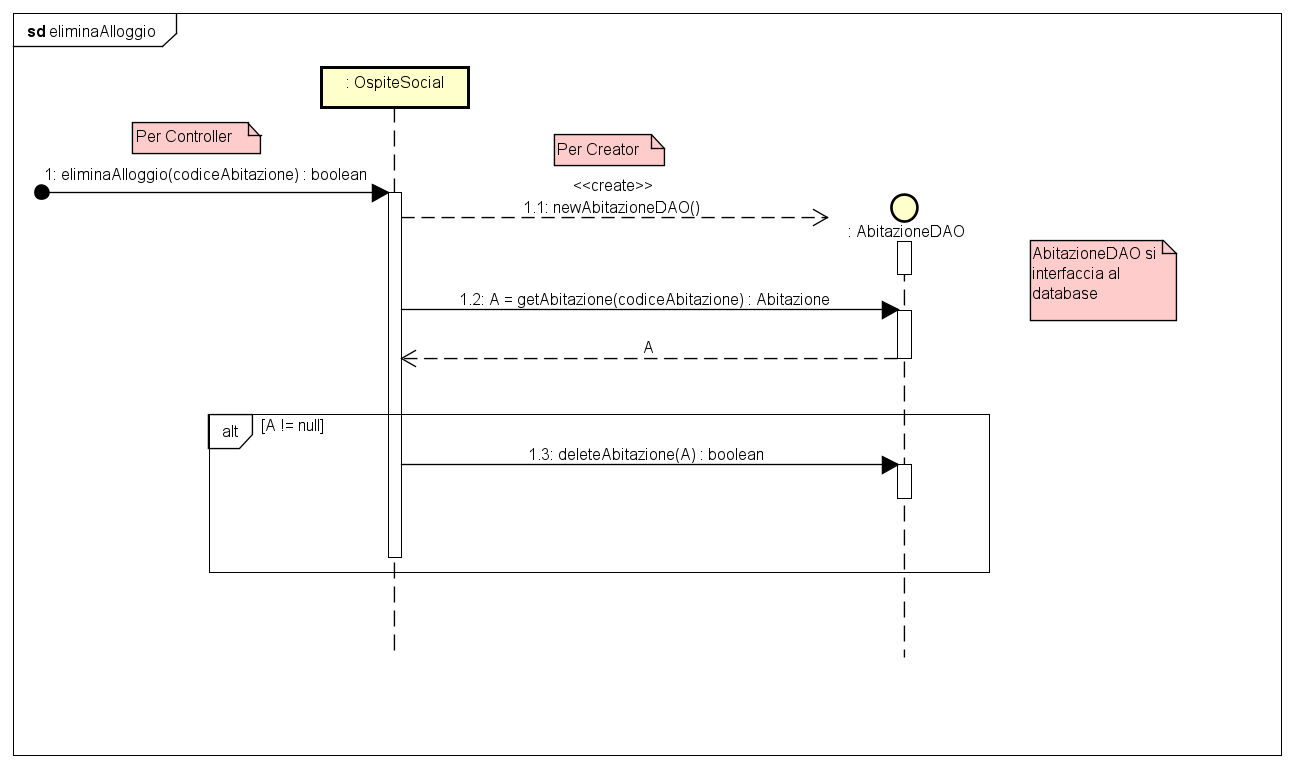 sd eliminaAlloggio
: OspiteSocial
Per Controller
Per Creator
1: eliminaAlloggio(codiceAbitazione) : boolean
<<create>>
1.1: newAbitazioneDAO()
: AbitazioneDAO
AbitazioneDAO si
interfaccia al
database
1.2: A = getAbitazione(codiceAbitazione) : Abitazione
A
alt
[A != null]
1.3: deleteAbitazione(A) : boolean